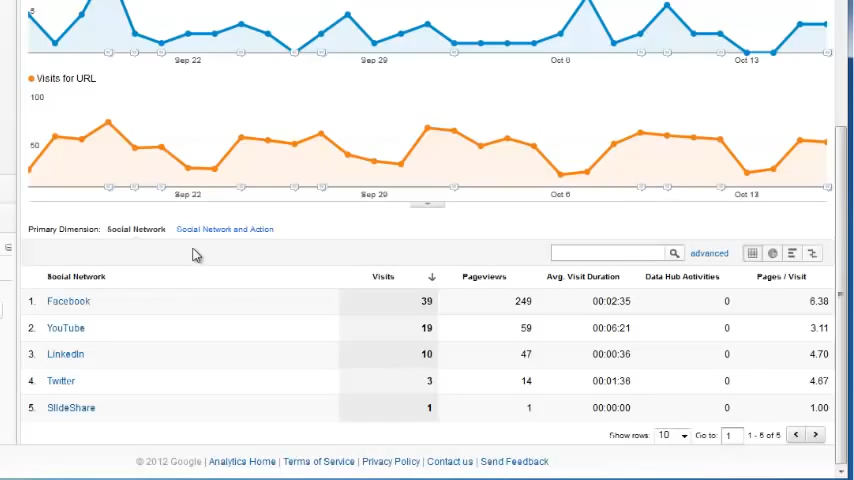 5
Sep 22 Sep 29 Oct 6 Oct 13
Visits for URL
100
50
Sep 22 Sep 29 Oct 6 Oct 13
Primary Dimension: Social Network Social Network and Action
advanced
Social Network Visits Pageviews Avg. Visit Duration Data Hub Activities Pages / Visit
1. Facebook 39 249 00:02:35 0 6.38
2. YouTube 19 59 00:06:21 0 3.11
3. LinkedIn 10 47 00:00:36 0 4.70
4. Twitter 3 14 00:01:36 0 4.67
5. SlideShare 1 1 00:00:00 0 1.00
Show rows: 10 Go to: 1 1 - 5 of 5
© 2012 Google | Analytics Home | Terms of Service | Privacy Policy | Contact us | Send Feedback